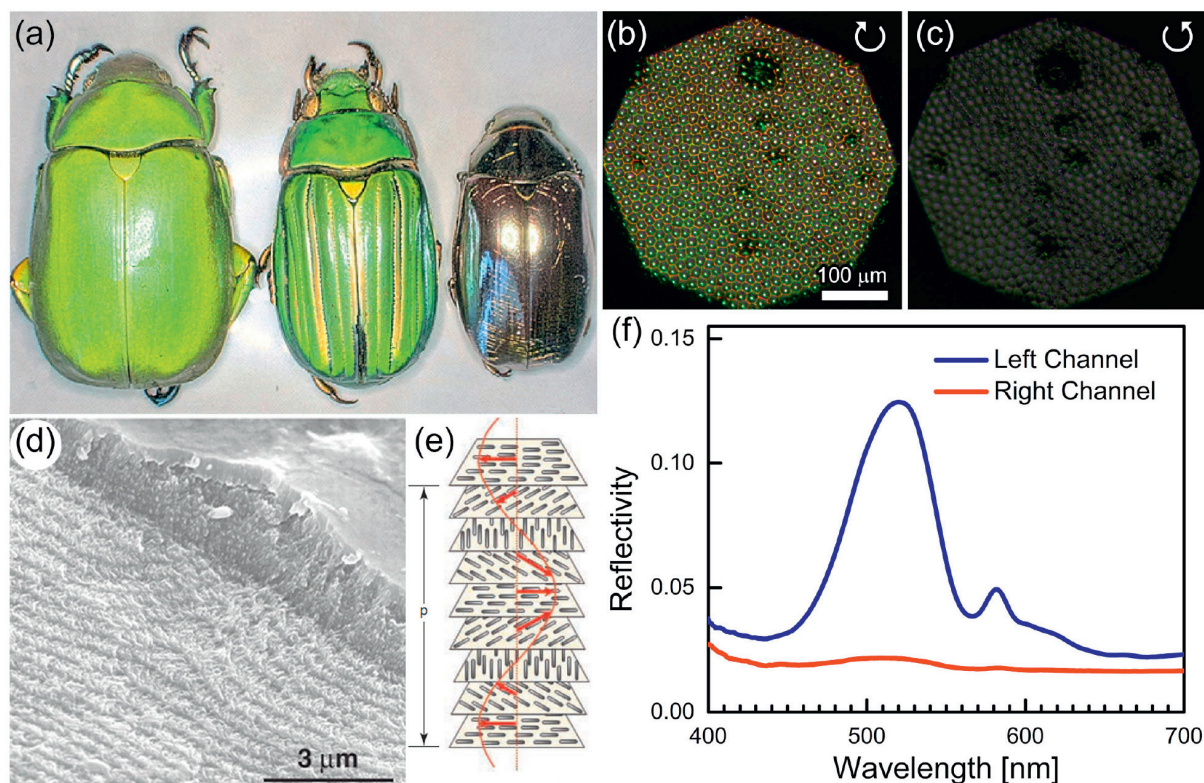 (a)
(b)
(c)
100 μm
(d)
3 μm
(e)
p
(f)
0.15
0.10
0.05
0.00
Reflectivity
Left Channel
Right Channel
400
500
600
700
Wavelength [nm]